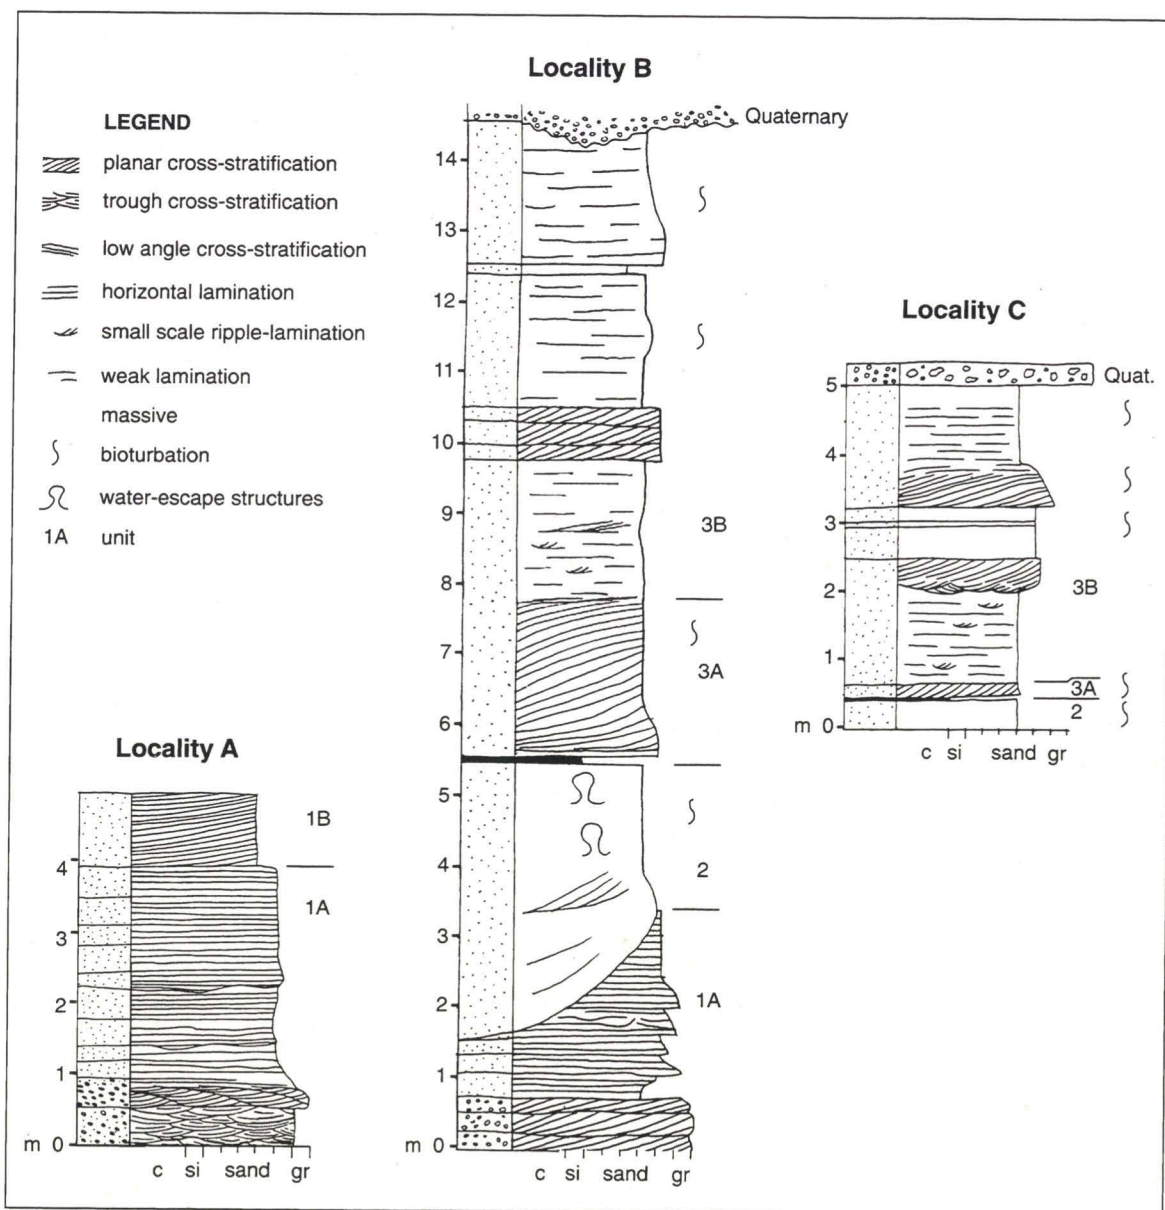 Locality B
LEGEND
planar cross-stratification
trough cross-stratification
low angle cross-stratification
horizontal lamination
small scale ripple-lamination
weak lamination
massive
bioturbation
water-escape structures
1A unit
Quaternary
14
13
12
11
10
9
8
7
6
5
4
3
2
1
m 0
c si sand gr
3B
3A
2
1A
Locality C
Quat.
5
4
3
2
1
m 0
3B
3A
2
c si sand gr
Locality A
4
3
2
1
m 0
1B
1A
c si sand gr